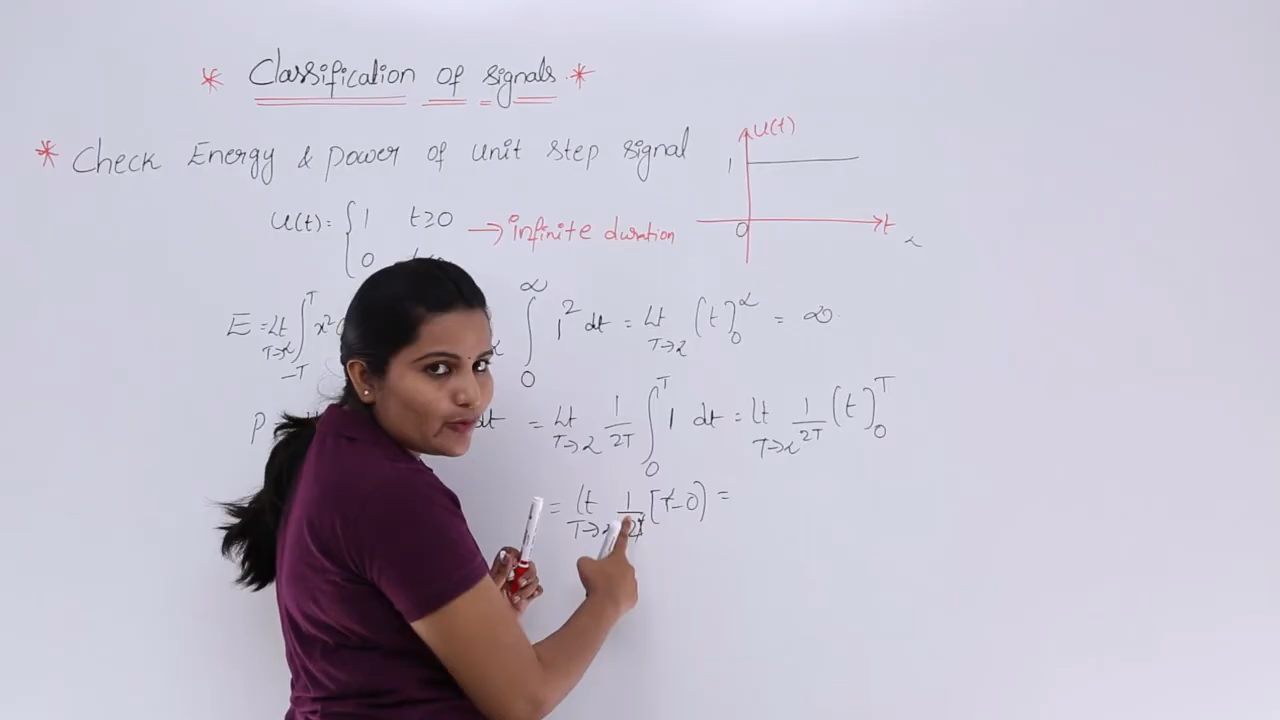 * Classification of signals *
* Check Energy & power of unit step signal
u(t)
1
0
t
u(t) = { 1 t≥0 → infinite duration
0
E = Lt T→∞ ∫ -T T x² ∫ 0 ∞ 1² dt = Lt T→∞ (t] 0 ∞ = ∞
P dt = Lt T→∞ 1/2T ∫ 0 T 1 dt = Lt T→∞ 1/2T (t] 0 T
= Lt T→∞ 1/2T [T-0) =